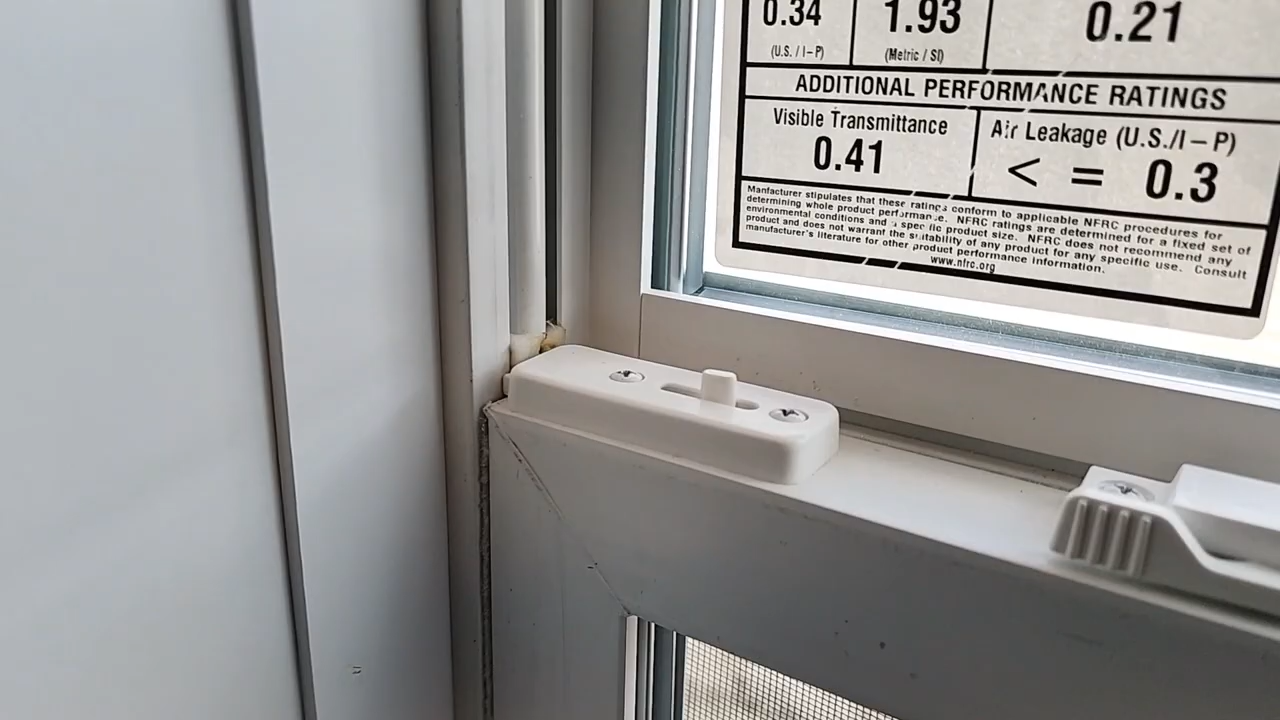 0.34 1.93 0.21
(U.S. / I-P) (Metric / SI)
ADDITIONAL PERFORMANCE RATINGS
Visible Transmittance Air Leakage (U.S./I-P)
0.41 < = 0.3
Manfacturer stipulates that these ratings conform to applicable NFRC procedures for
determining whole product performance. NFRC ratings are determined for a fixed set of
environmental conditions and a specific product size. NFRC does not recommend any
product and does not warrant the suitability of any product for any specific use. Consult
manufacturer's literature for other product performance information.
www.nfrc.org